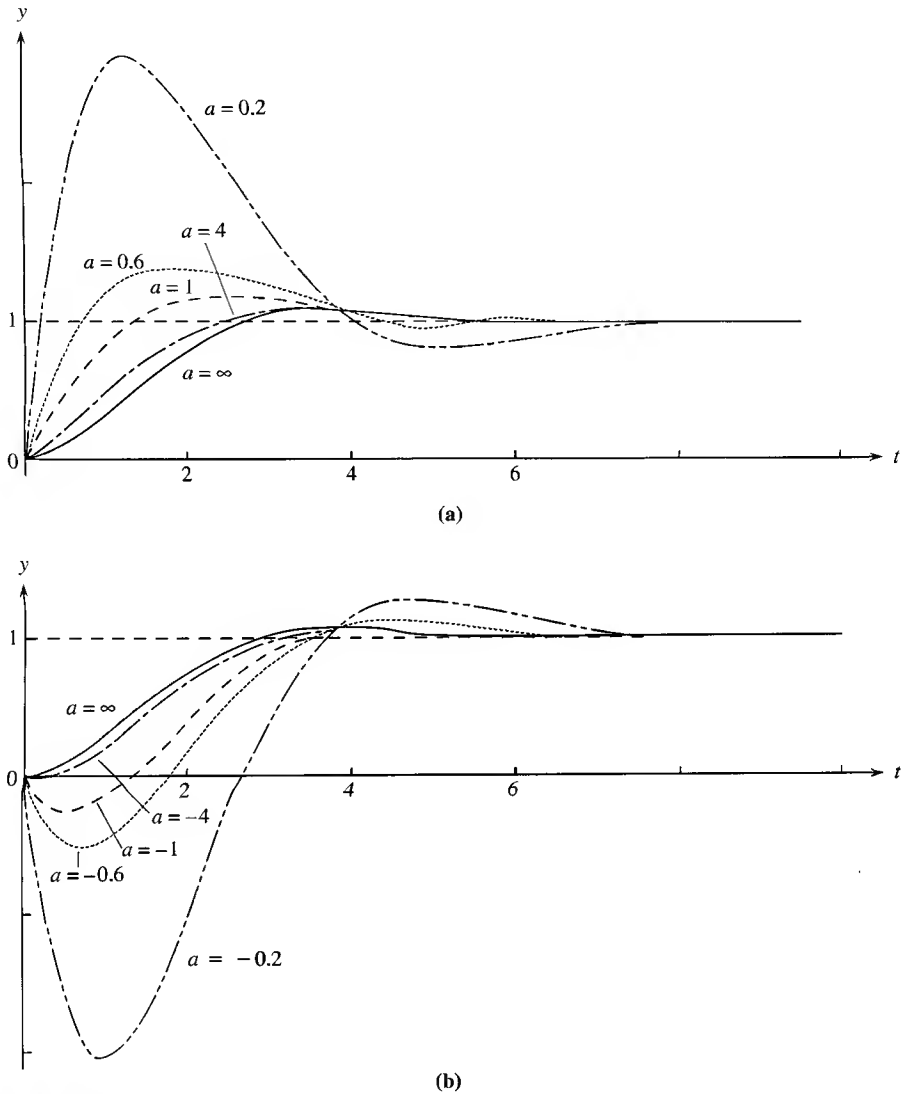 y
a = 0.2
a = 4
a = 0.6
a = 1
1
a = ∞
0
2
4
6
t
(a)
y
1
a = ∞
0
2
4
6
t
a = −4
a = −1
a = −0.6
a = −0.2
(b)